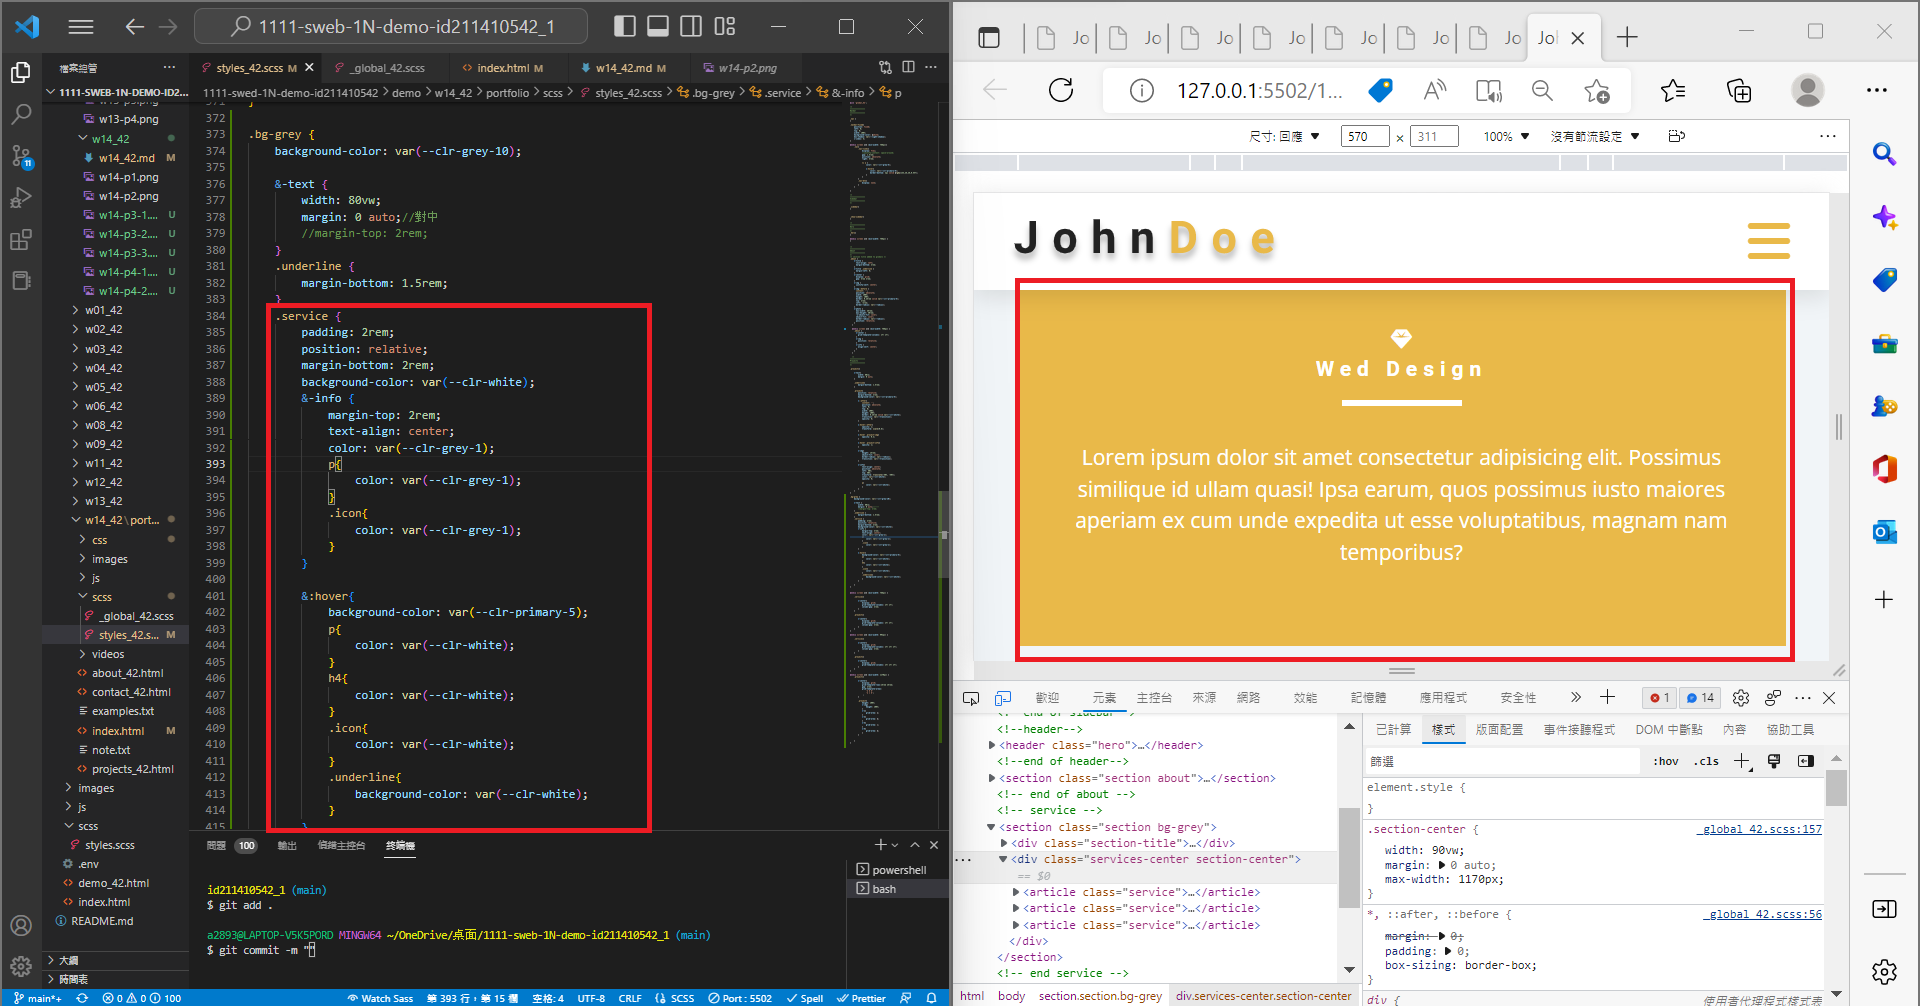 1111-sweb-1N-demo-id211410542_1
檔案總管
styles_42.scss M
_global_42.scss
index.html M
w14_42.md M
w14-p2.png
1111-SWEB-1N-DEMO-ID2...
1111-swed-1N-demo-id211410542 > demo > w14_42 > portfolio > scss > styles_42.scss > .bg-grey > .service > &-info > p
w13-p4.png
w14_42
w14_42.md M
w14-p1.png
w14-p2.png
w14-p3-1.... U
w14-p3-2.... U
w14-p3-3.... U
w14-p4-1.... U
w14-p4-2.... U
w01_42
w02_42
w03_42
w04_42
w05_42
w06_42
w08_42
w09_42
w11_42
w12_42
w13_42
w14_42\port...
css
images
js
scss
_global_42.scss
styles_42.s... M
videos
about_42.html
contact_42.html
examples.txt
index.html M
note.txt
projects_42.html
images
js
scss
styles.scss
.env
demo_42.html
index.html
README.md
大綱
時間表
372
373 .bg-grey {
374 background-color: var(--clr-grey-10);
375
376 &-text {
377 width: 80vw;
378 margin: 0 auto;//對中
379 //margin-top: 2rem;
380 }
381 .underline {
382 margin-bottom: 1.5rem;
383 }
384 .service {
385 padding: 2rem;
386 position: relative;
387 margin-bottom: 2rem;
388 background-color: var(--clr-white);
389 &-info {
390 margin-top: 2rem;
391 text-align: center;
392 color: var(--clr-grey-1);
393 p{
394 color: var(--clr-grey-1);
395 }
396 .icon{
397 color: var(--clr-grey-1);
398 }
399 }
400
401 &:hover{
402 background-color: var(--clr-primary-5);
403 p{
404 color: var(--clr-white);
405 }
406 h4{
407 color: var(--clr-white);
408 }
409 .icon{
410 color: var(--clr-white);
411 }
412 .underline{
413 background-color: var(--clr-white);
414 }
415 }
問題 100 輸出 偵錯主控台 終端機
powershell
bash
id211410542_1 (main)
$ git add .
a2893@LAPTOP-V5K5PORD MINGW64 ~/OneDrive/桌面/1111-sweb-1N-demo-id211410542_1 (main)
$ git commit -m "
main*+ 0 0 100 Watch Sass 第 393 行，第 15 欄 空格: 4 UTF-8 CRLF SCSS Port : 5502 Spell Prettier
Jo Jo Jo Jo Jo Jo Jo Jo
127.0.0.1:5502/1...
尺寸: 回應 570 × 311 100% 沒有節流設定
JohnDoe
Wed Design
Lorem ipsum dolor sit amet consectetur adipisicing elit. Possimus
similique id ullam quasi! Ipsa earum, quos possimus iusto maiores
aperiam ex cum unde expedita ut esse voluptatibus, magnam nam
temporibus?
歡迎 元素 主控台 來源 網路 效能 記憶體 應用程式 安全性 1 14
<!-- end of sidebar -->
<!--header-->
<header class="hero">…</header>
<!--end of header-->
<section class="section about">…</section>
<!-- end of about -->
<!-- service -->
<section class="section bg-grey">
<div class="section-title">…</div>
<div class="services-center section-center">
== $0
<article class="service">…</article>
<article class="service">…</article>
<article class="service">…</article>
</div>
</section>
<!-- end service -->
html body section.section.bg-grey div.services-center.section-center
已計算 樣式 版面配置 事件接聽程式 DOM 中斷點 內容 協助工具
篩選 :hov .cls
element.style {
}
.section-center { _global_42.scss:157
width: 90vw;
margin: 0 auto;
max-width: 1170px;
}
*, ::after, ::before { _global_42.scss:56
margin: 0;
padding: 0;
box-sizing: border-box;
}
div { 使用者代理程式樣式表